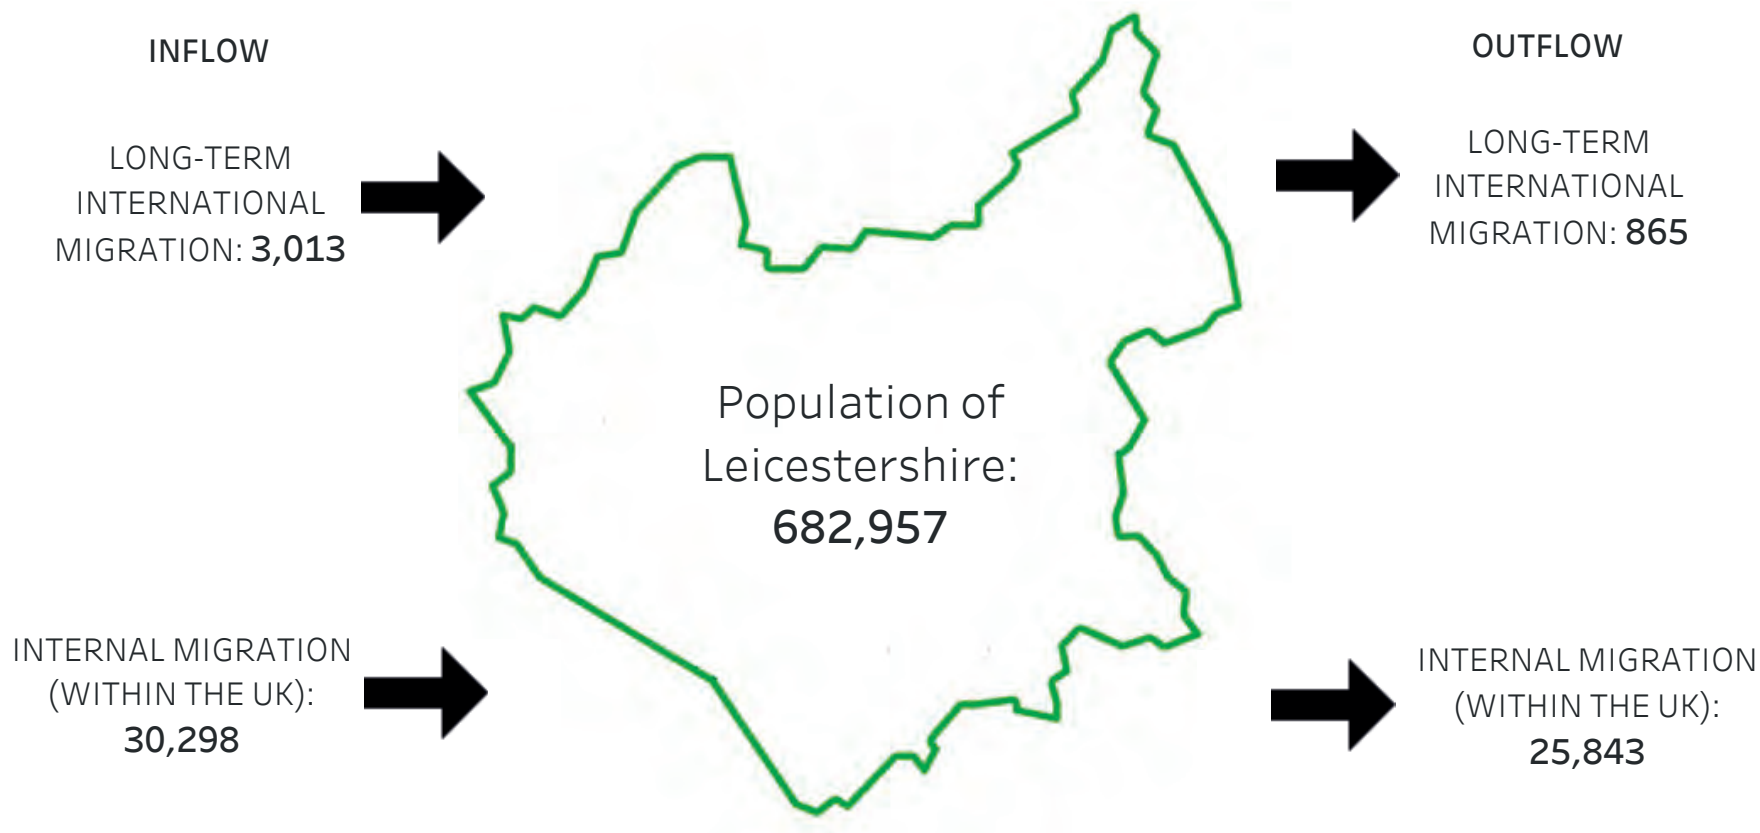 INFLOW
LONG-TERM
INTERNATIONAL
MIGRATION: 3,013
INTERNAL MIGRATION
(WITHIN THE UK):
30,298
Population of
Leicestershire:
682,957
OUTFLOW
LONG-TERM
INTERNATIONAL
MIGRATION: 865
INTERNAL MIGRATION
(WITHIN THE UK):
25,843